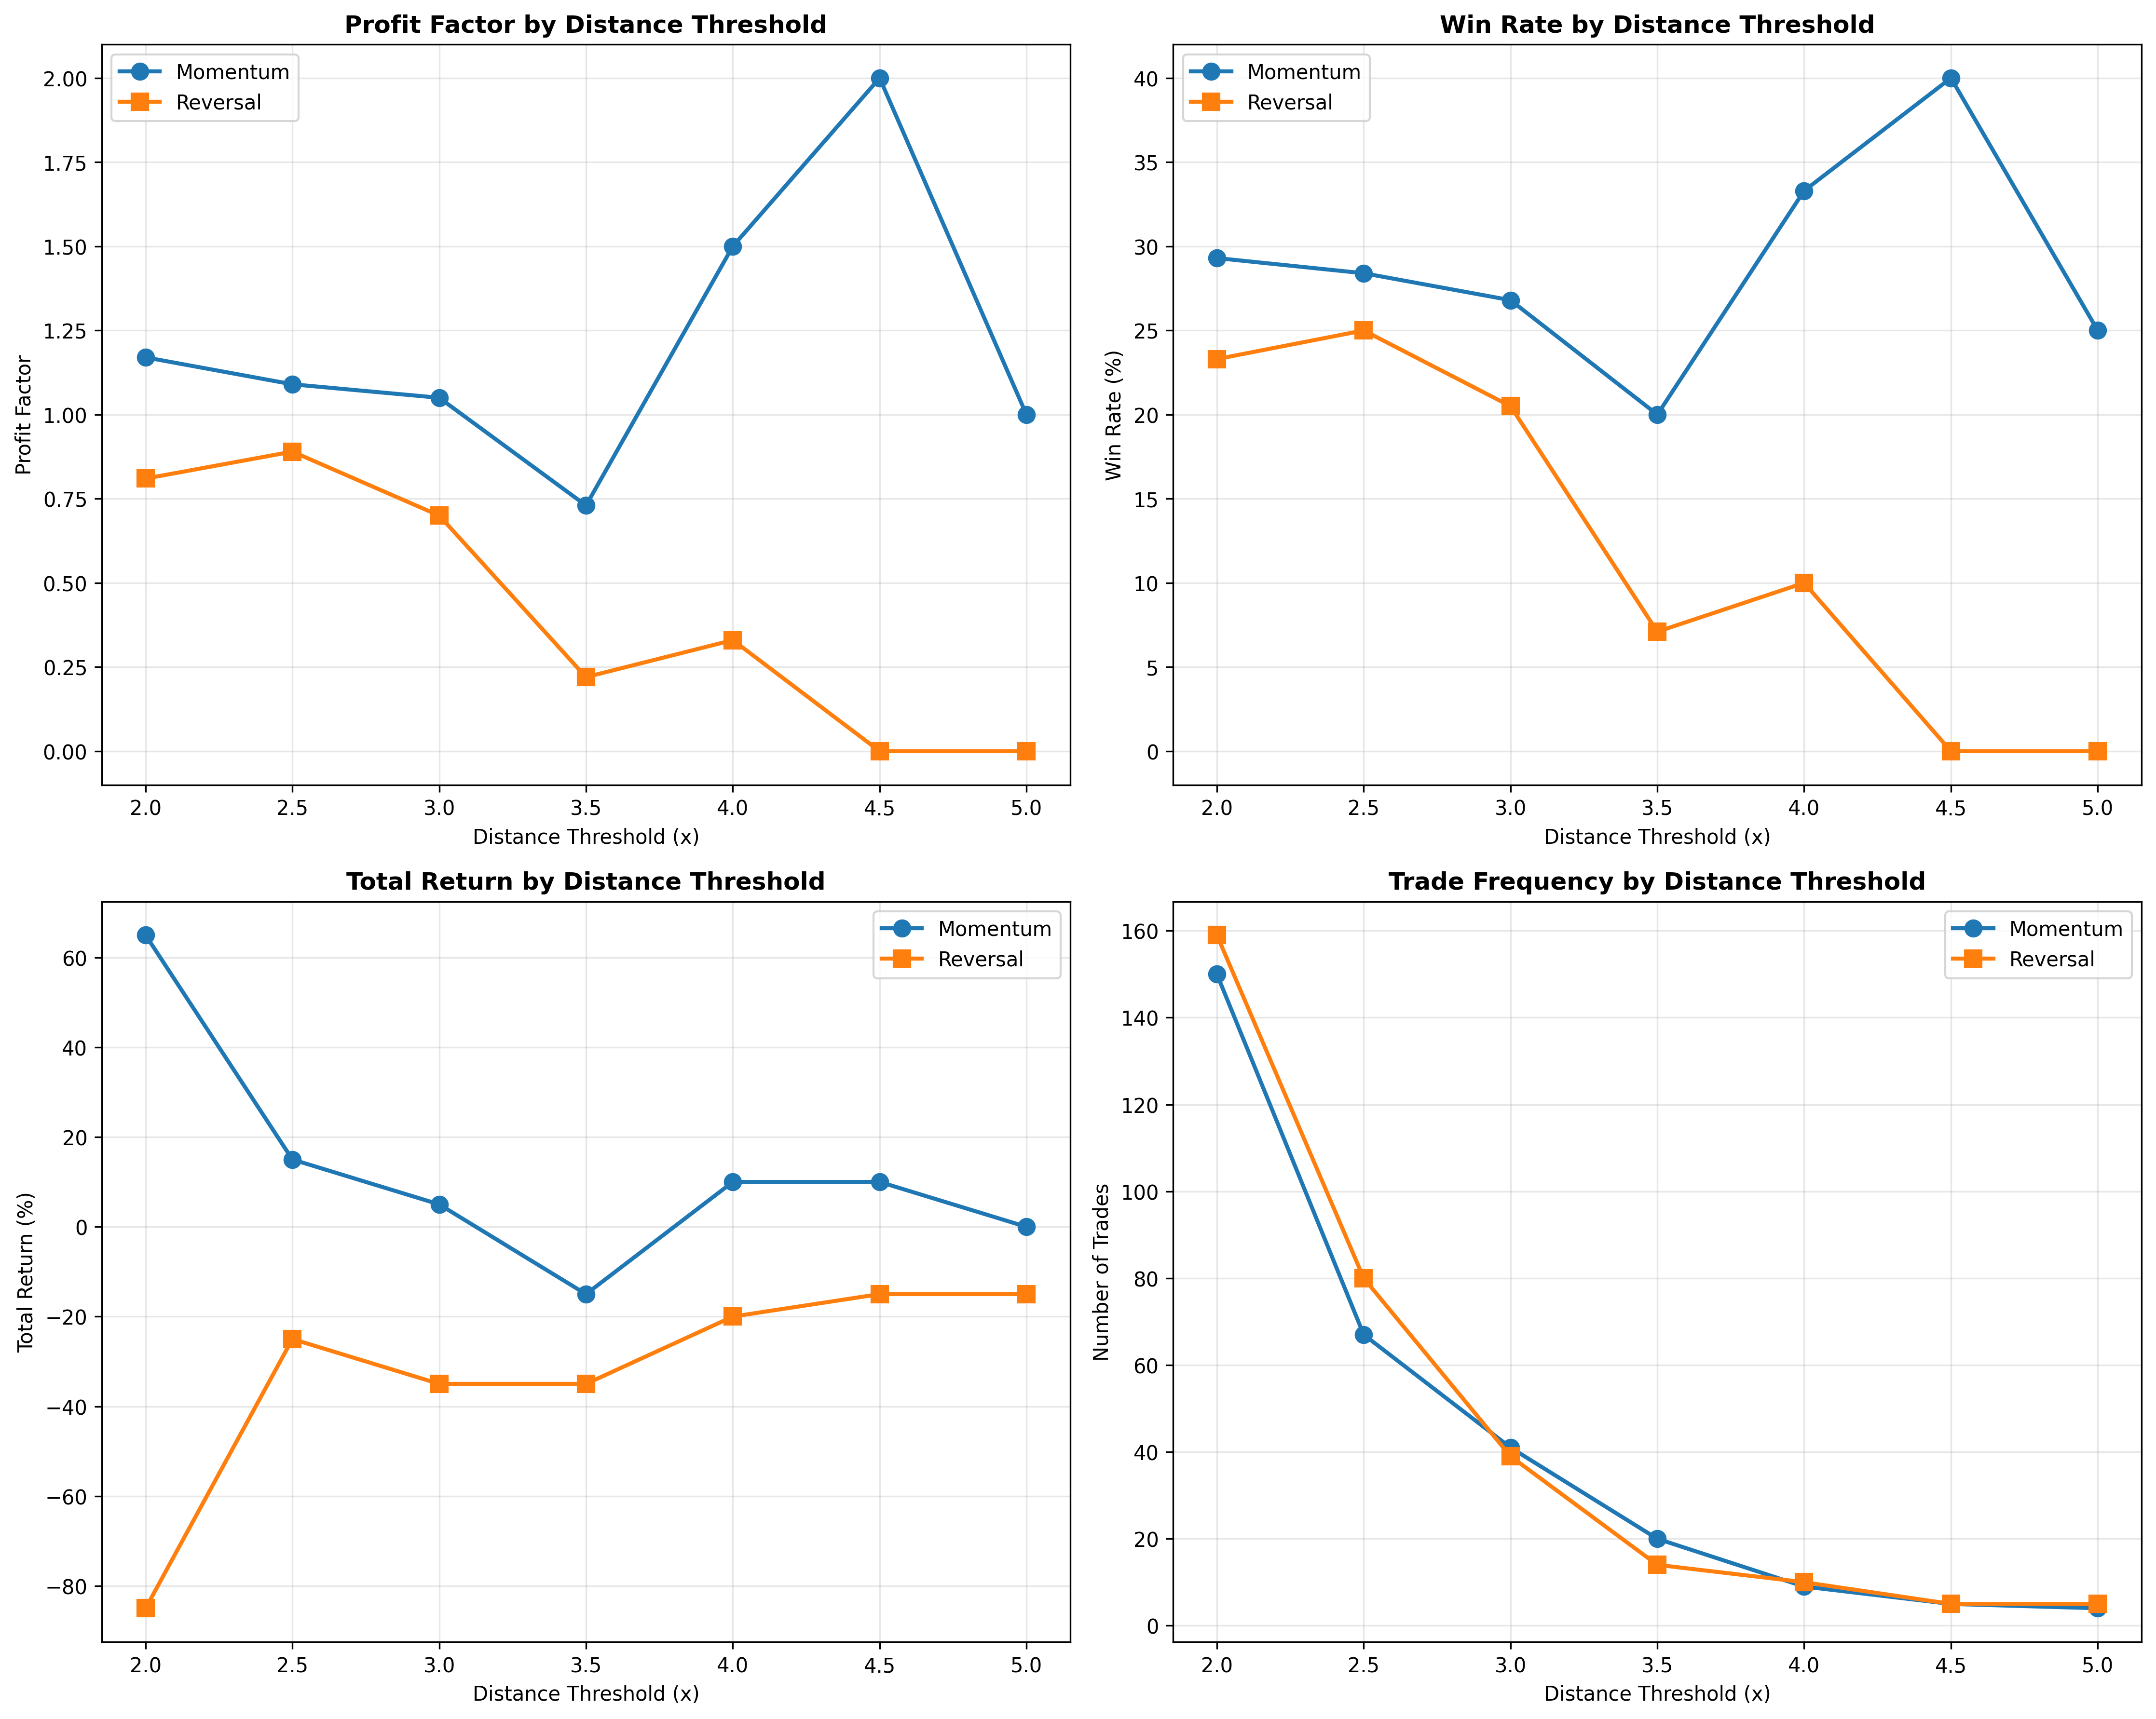 Profit Factor by Distance Threshold
Momentum
Reversal
2.00
1.75
1.50
1.25
1.00
0.75
0.50
0.25
0.00
Profit Factor
2.0 2.5 3.0 3.5 4.0 4.5 5.0
Distance Threshold (x)
Win Rate by Distance Threshold
Momentum
Reversal
40
35
30
25
20
15
10
5
0
Win Rate (%)
2.0 2.5 3.0 3.5 4.0 4.5 5.0
Distance Threshold (x)
Total Return by Distance Threshold
Momentum
Reversal
60
40
20
0
−20
−40
−60
−80
Total Return (%)
2.0 2.5 3.0 3.5 4.0 4.5 5.0
Distance Threshold (x)
Trade Frequency by Distance Threshold
Momentum
Reversal
160
140
120
100
80
60
40
20
0
Number of Trades
2.0 2.5 3.0 3.5 4.0 4.5 5.0
Distance Threshold (x)